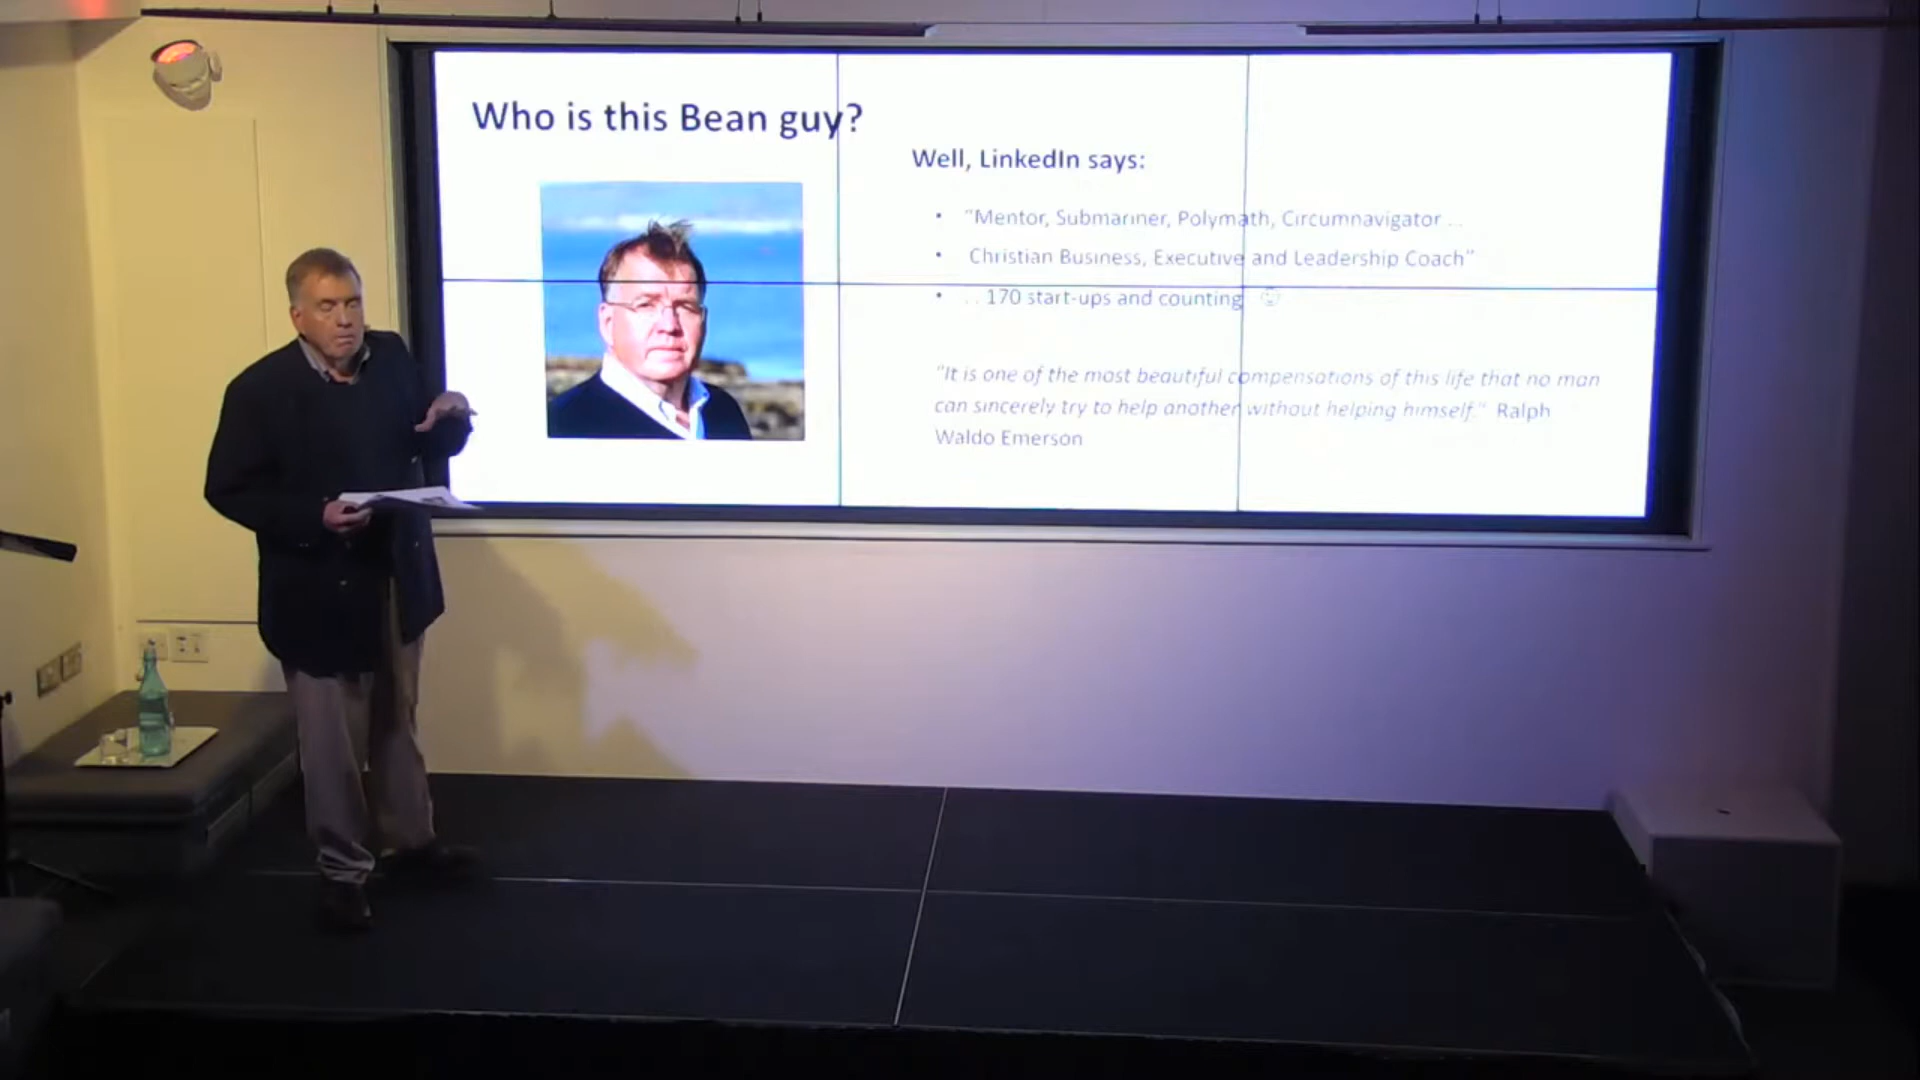 Who is this Bean guy?
Well, LinkedIn says:
• "Mentor, Submariner, Polymath, Circumnavigator ...
• Christian Business, Executive and Leadership Coach"
• . . 170 start-ups and counting ☺
"It is one of the most beautiful compensations of this life that no man
can sincerely try to help another without helping himself." Ralph
Waldo Emerson